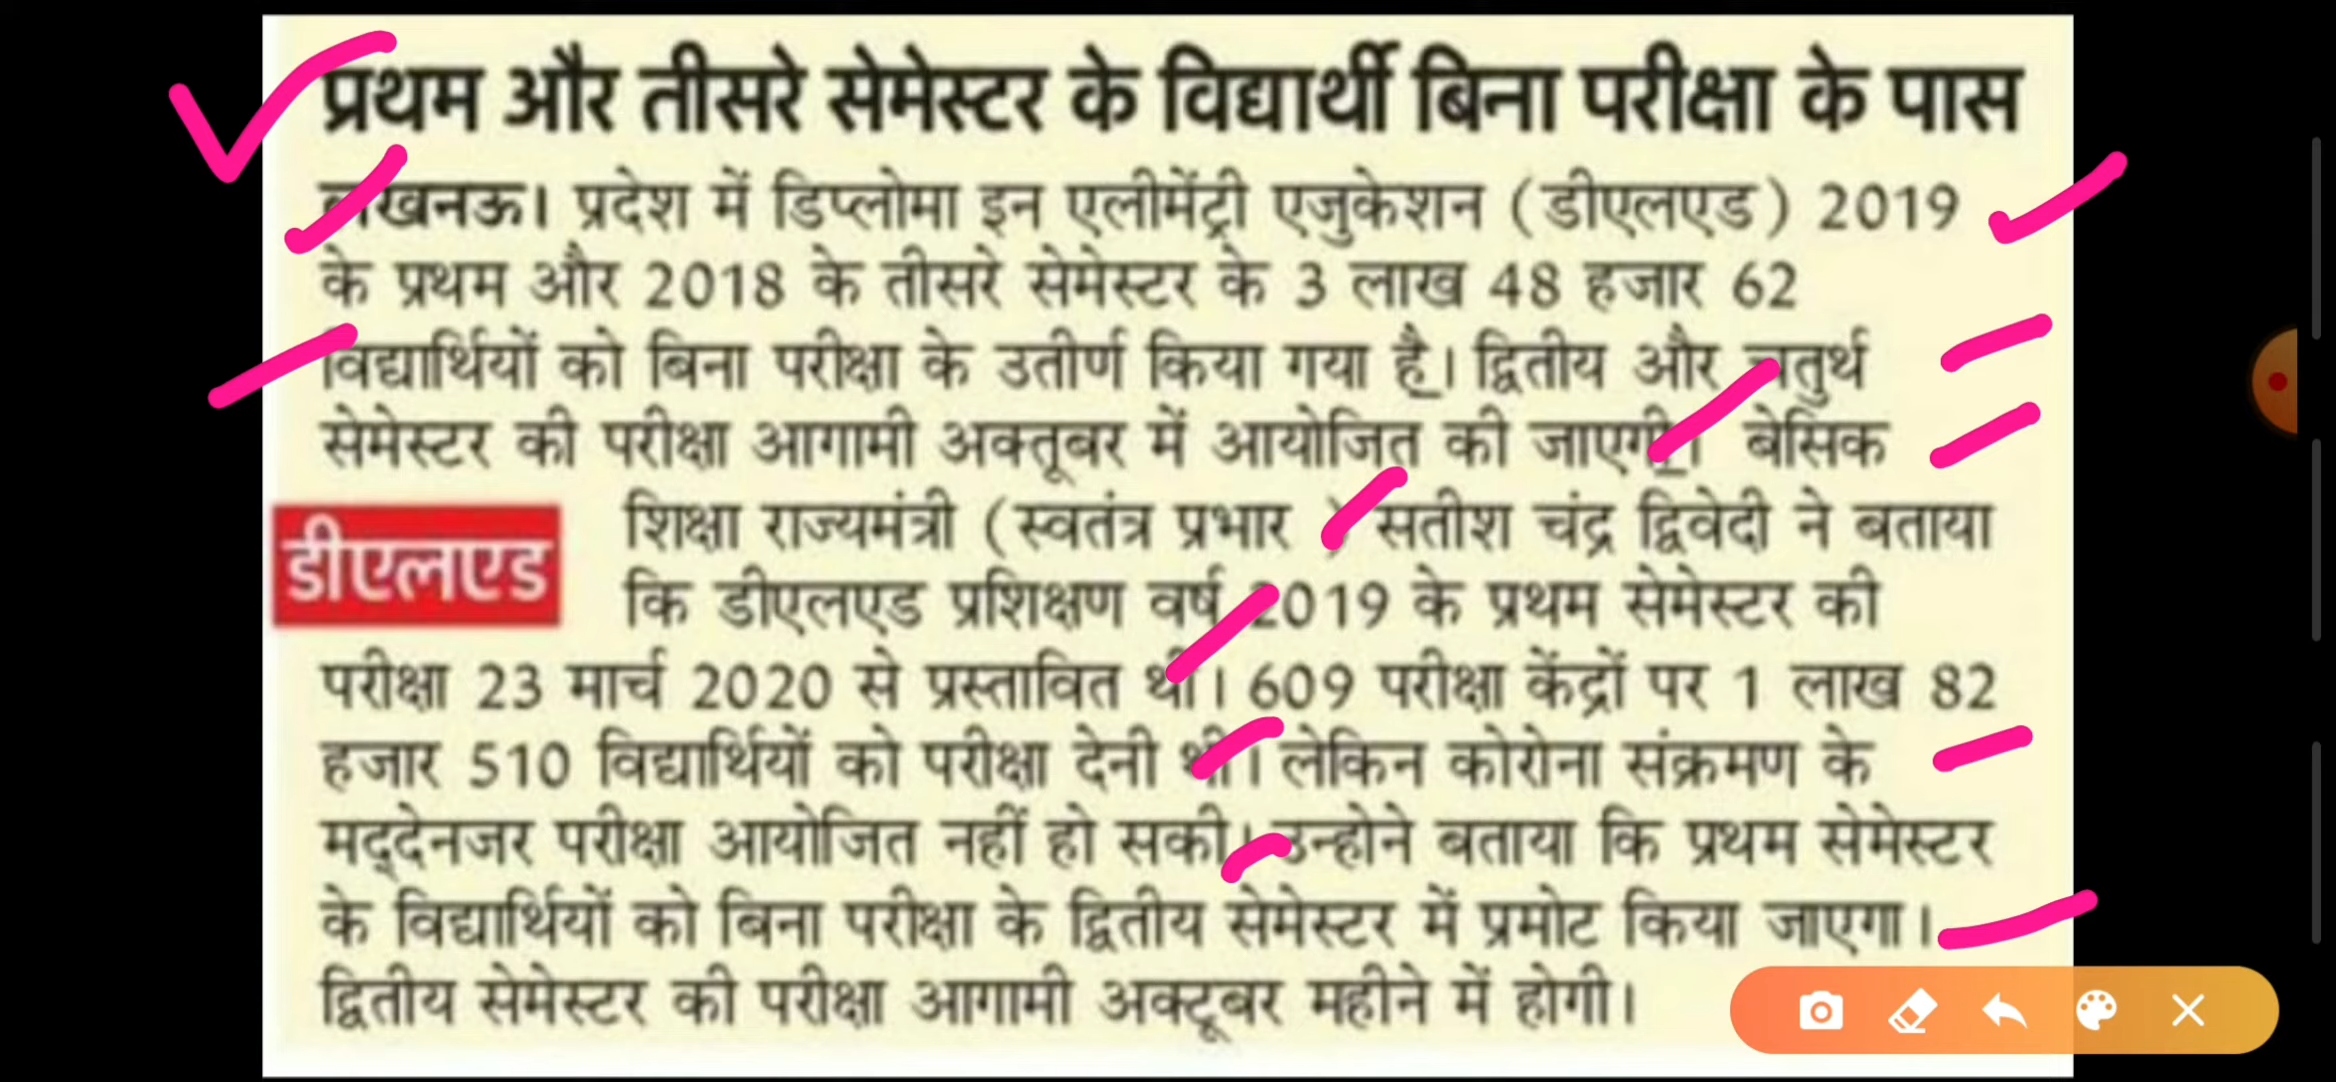 प्रथम और तीसरे सेमेस्टर के विद्यार्थी बिना परीक्षा के पास
लखनऊ। प्रदेश में डिप्लोमा इन एलीमेंट्री एजुकेशन (डीएलएड) 2019
के प्रथम और 2018 के तीसरे सेमेस्टर के 3 लाख 48 हजार 62
विद्यार्थियों को बिना परीक्षा के उतीर्ण किया गया है। द्वितीय और चतुर्थ
सेमेस्टर की परीक्षा आगामी अक्तूबर में आयोजित की जाएगी। बेसिक
डीएलएड
शिक्षा राज्यमंत्री (स्वतंत्र प्रभार ) सतीश चंद्र द्विवेदी ने बताया
कि डीएलएड प्रशिक्षण वर्ष 2019 के प्रथम सेमेस्टर की
परीक्षा 23 मार्च 2020 से प्रस्तावित थी। 609 परीक्षा केंद्रों पर 1 लाख 82
हजार 510 विद्यार्थियों को परीक्षा देनी थी। लेकिन कोरोना संक्रमण के
मद्देनजर परीक्षा आयोजित नहीं हो सकी। उन्होने बताया कि प्रथम सेमेस्टर
के विद्यार्थियों को बिना परीक्षा के द्वितीय सेमेस्टर में प्रमोट किया जाएगा।
द्वितीय सेमेस्टर की परीक्षा आगामी अक्टूबर महीने में होगी।